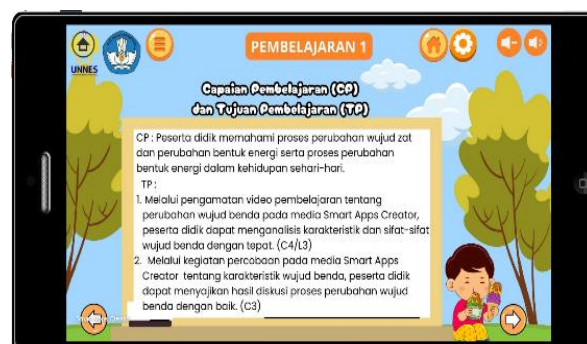 PEMBELAJARAN 1
UNNES
Capaian Pembelajaran (CP)
dan Tujuan Pembelajaran (TP)
CP : Peserta didik memahami proses perubahan wujud zat
dan perubahan bentuk energi serta proses perubahan
bentuk energi dalam kehidupan sehari-hari.
TP :
1. Melalui pengamatan video pembelajaran tentang
perubahan wujud benda pada media Smart Apps Creator,
peserta didik dapat menganalisis karakteristik dan sifat-sifat
wujud benda dengan tepat. (C4/L3)
2. Melalui kegiatan percobaan pada media Smart Apps
Creator tentang karakteristik wujud benda, peserta didik
dapat menyajikan hasil diskusi proses perubahan wujud
benda dengan baik. (C3)